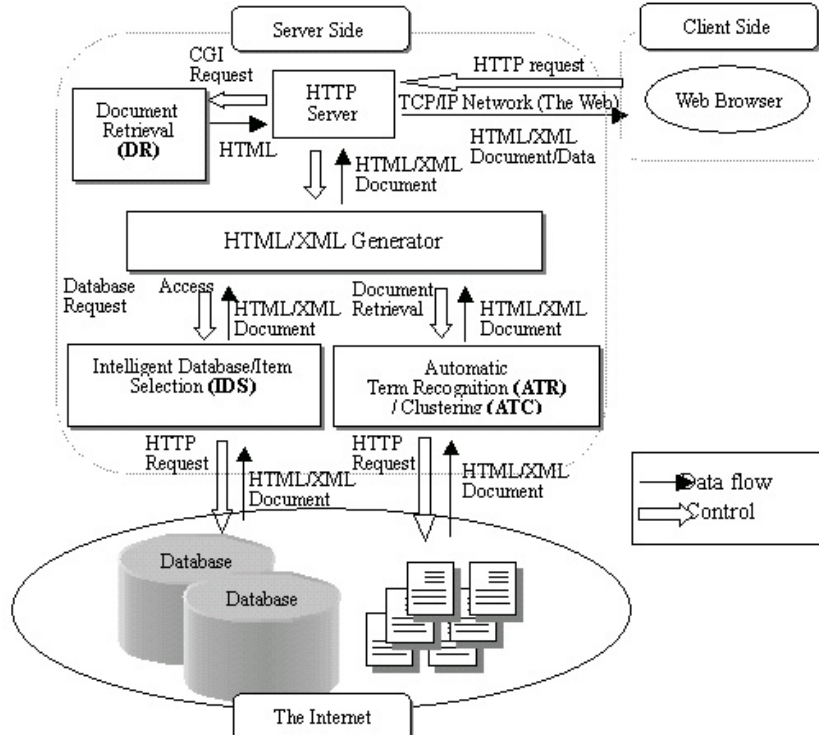 Server Side
Client Side
CGI
Request
HTTP request
HTTP
Server
TCP/IP Network (The Web)
Web Browser
Document
Retrieval
(DR)
HTML
HTML/XML
Document/Data
HTML/XML
Document
HTML/XML Generator
Database Access
Request
HTML/XML
Document
Document
Retrieval
HTML/XML
Document
Intelligent Database/Item
Selection (IDS)
Automatic
Term Recognition (ATR)
/ Clustering (ATC)
HTTP
Request
HTML/XML
Document
HTTP
Request
HTML/XML
Document
Data flow
Control
Database
Database
The Internet